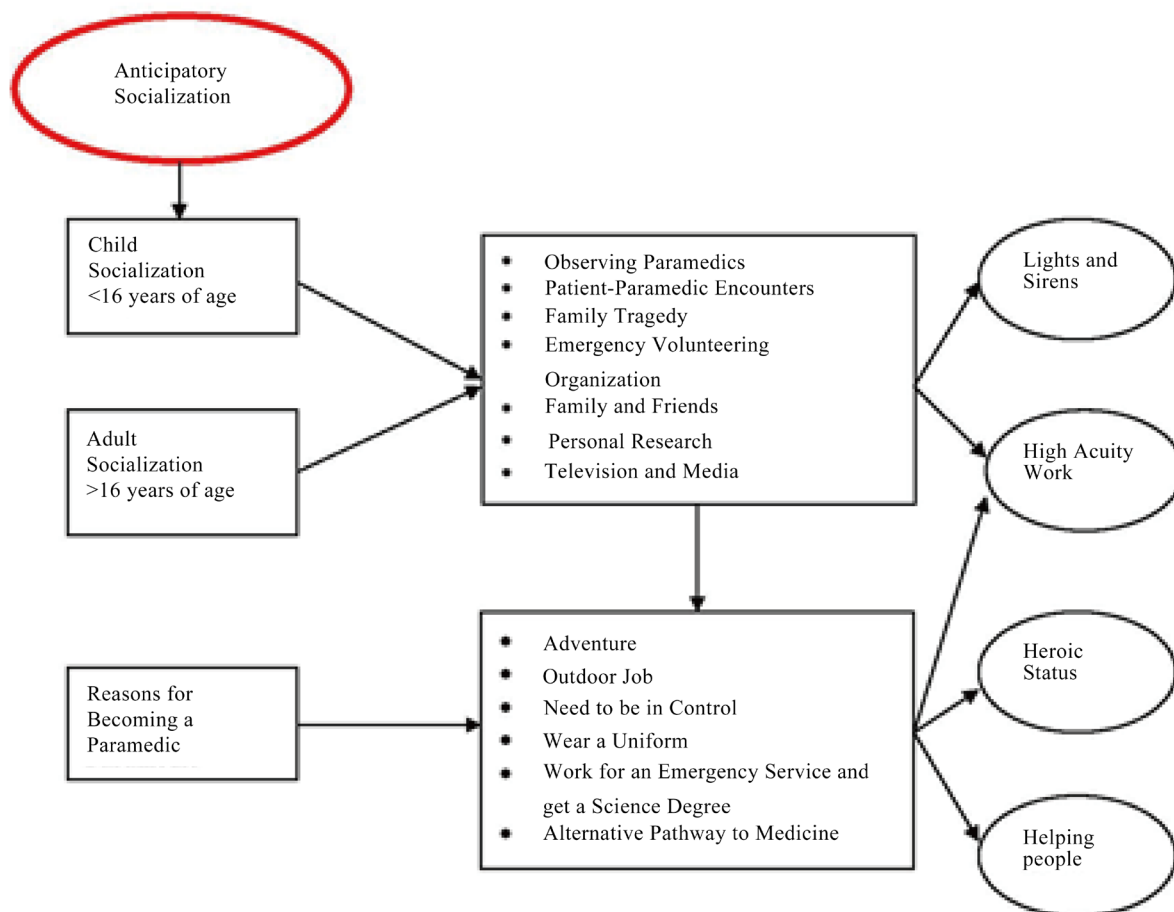 Anticipatory
Socialization
Child
Socialization
<16 years of age
Adult
Socialization
>16 years of age
Reasons for
Becoming a
Paramedic
• Observing Paramedics
• Patient-Paramedic Encounters
• Family Tragedy
• Emergency Volunteering
Organization
• Family and Friends
• Personal Research
• Television and Media
• Adventure
• Outdoor Job
• Need to be in Control
• Wear a Uniform
• Work for an Emergency Service and
get a Science Degree
• Alternative Pathway to Medicine
Lights and
Sirens
High Acuity
Work
Heroic
Status
Helping
people